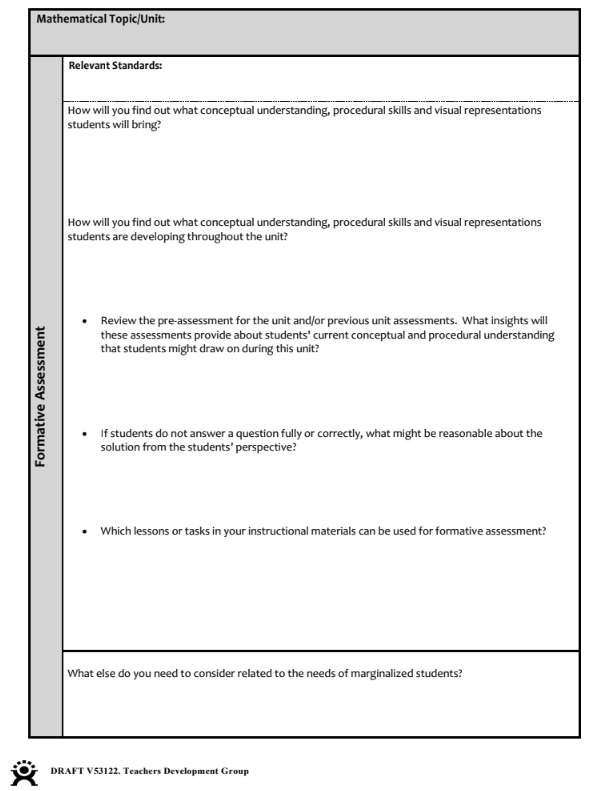 Mathematical Topic/Unit:
Relevant Standards:
How will you find out what conceptual understanding, procedural skills and visual representations
students will bring?
How will you find out what conceptual understanding, procedural skills and visual representations
students are developing throughout the unit?
• Review the pre-assessment for the unit and/or previous unit assessments.  What insights will
these assessments provide about students' current conceptual and procedural understanding
that students might draw on during this unit?
Formative Assessment
• If students do not answer a question fully or correctly, what might be reasonable about the
solution from the students' perspective?
• Which lessons or tasks in your instructional materials can be used for formative assessment?
What else do you need to consider related to the needs of marginalized students?
DRAFT V53122. Teachers Development Group